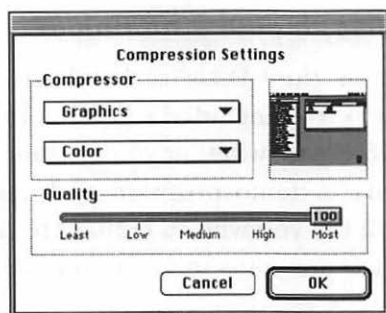 Compression Settings
Compressor
Graphics
Color
Quality
100
Least Low Medium High Most
Cancel OK